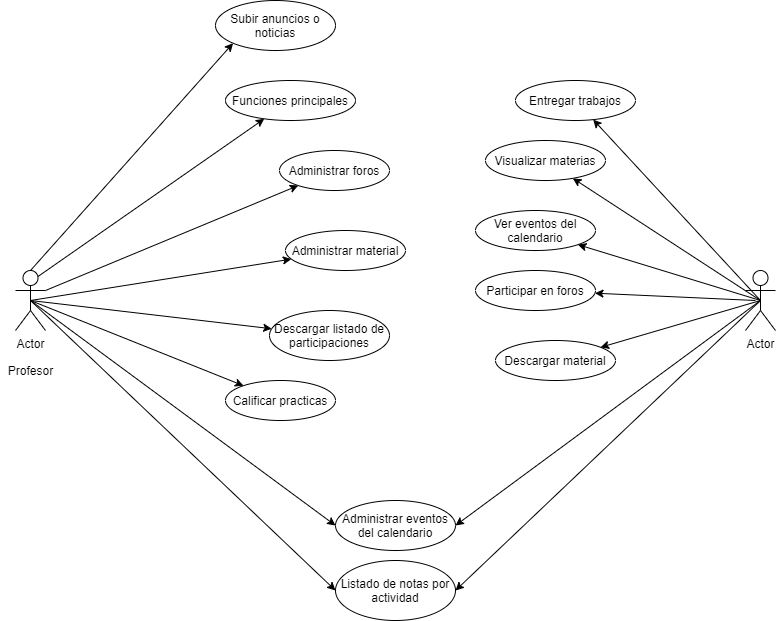 Subir anuncios o
noticias
Funciones principales
Entregar trabajos
Administrar foros
Visualizar materias
Ver eventos del
calendario
Administrar material
Participar en foros
Descargar listado de
participaciones
Actor
Profesor
Actor
Descargar material
Calificar practicas
Administrar eventos
del calendario
Listado de notas por
actividad